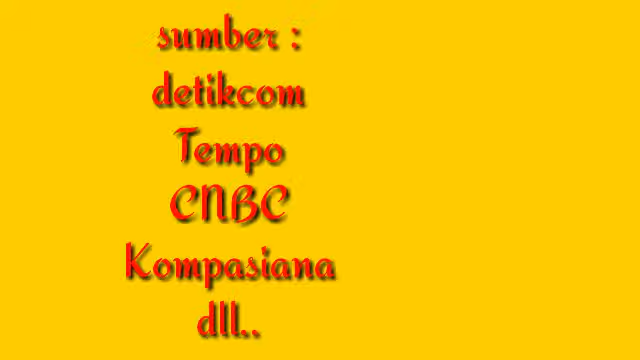 sumber :
detikcom
Tempo
CNBC
Kompasiana
dll..